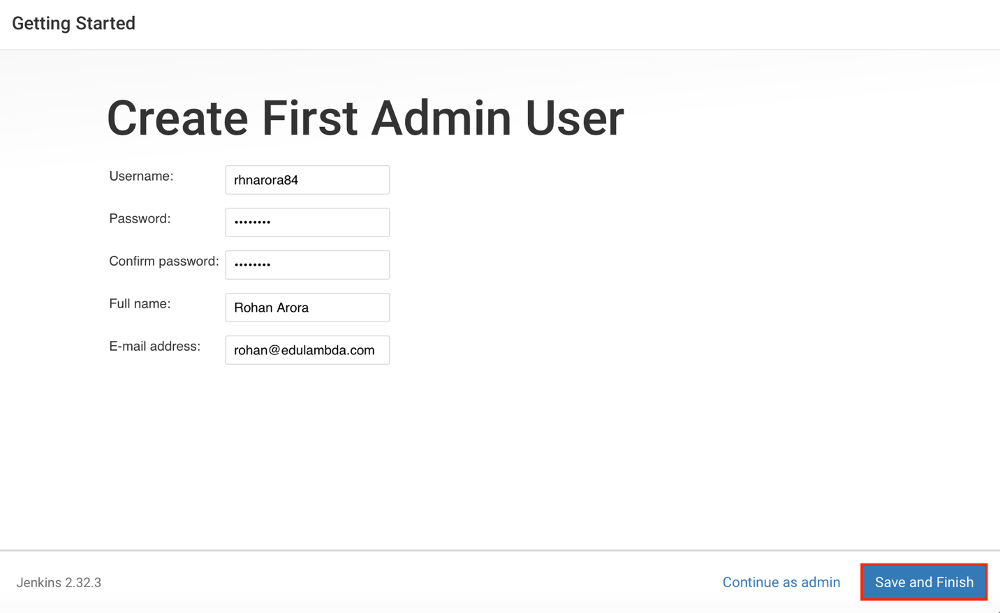 Getting Started
Create First Admin User
Username: rhnarora84
Password: ••••••••
Confirm password: ••••••••
Full name: Rohan Arora
E-mail address: rohan@edulambda.com
Jenkins 2.32.3 Continue as admin Save and Finish